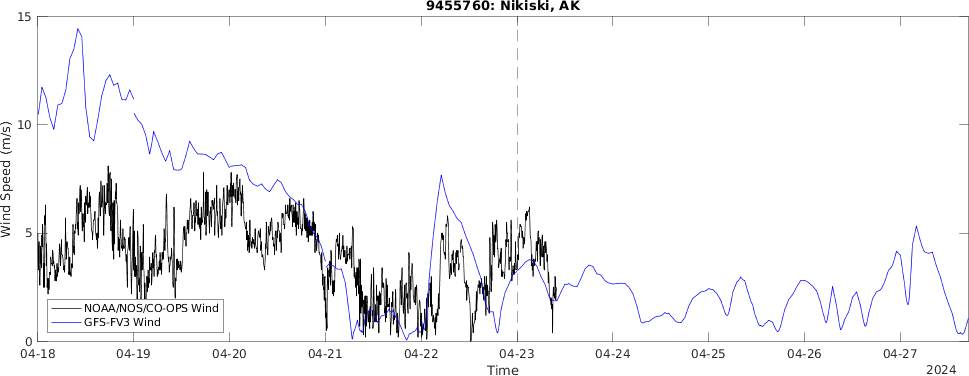 9455760: Nikiski, AK
Wind Speed (m/s)
15
10
5
0
NOAA/NOS/CO-OPS Wind
GFS-FV3 Wind
04-18 04-19 04-20 04-21 04-22 04-23 04-24 04-25 04-26 04-27
Time
2024